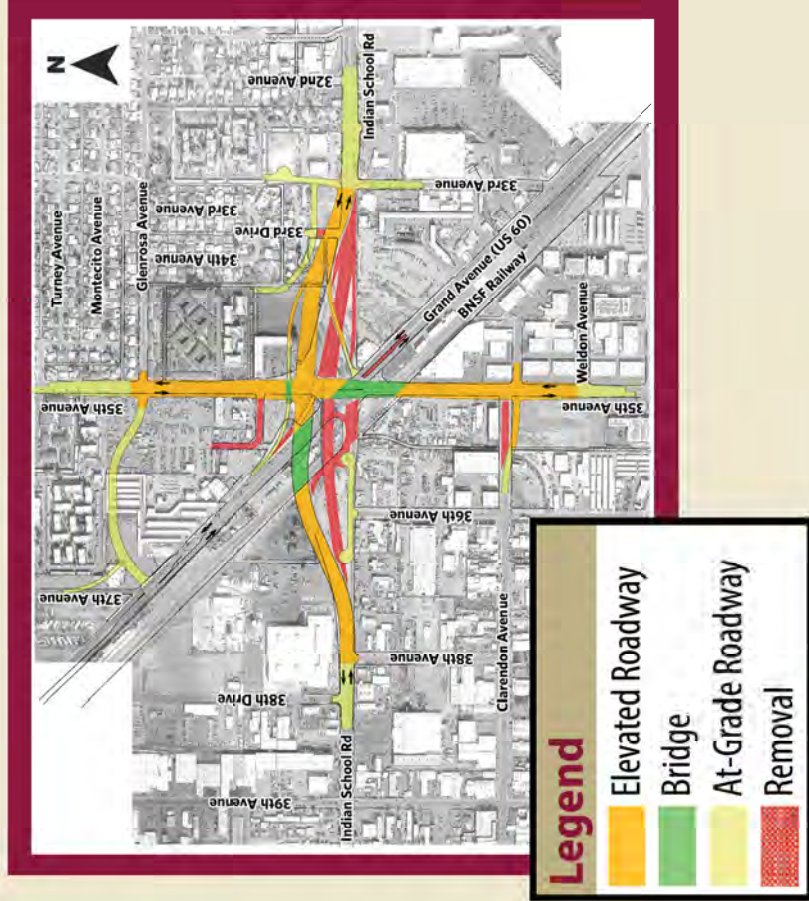 N
Turney Avenue
Montecito Avenue
Glenrosa Avenue
32nd Avenue
Indian School Rd
33rd Avenue
33rd Avenue
33rd Drive
34th Avenue
Grand Avenue (US 60)
BNSF Railway
35th Avenue
Weldon Avenue
35th Avenue
36th Avenue
37th Avenue
Clarendon Avenue
38th Avenue
38th Drive
Indian School Rd
39th Avenue
Legend
Elevated Roadway
Bridge
At-Grade Roadway
Removal